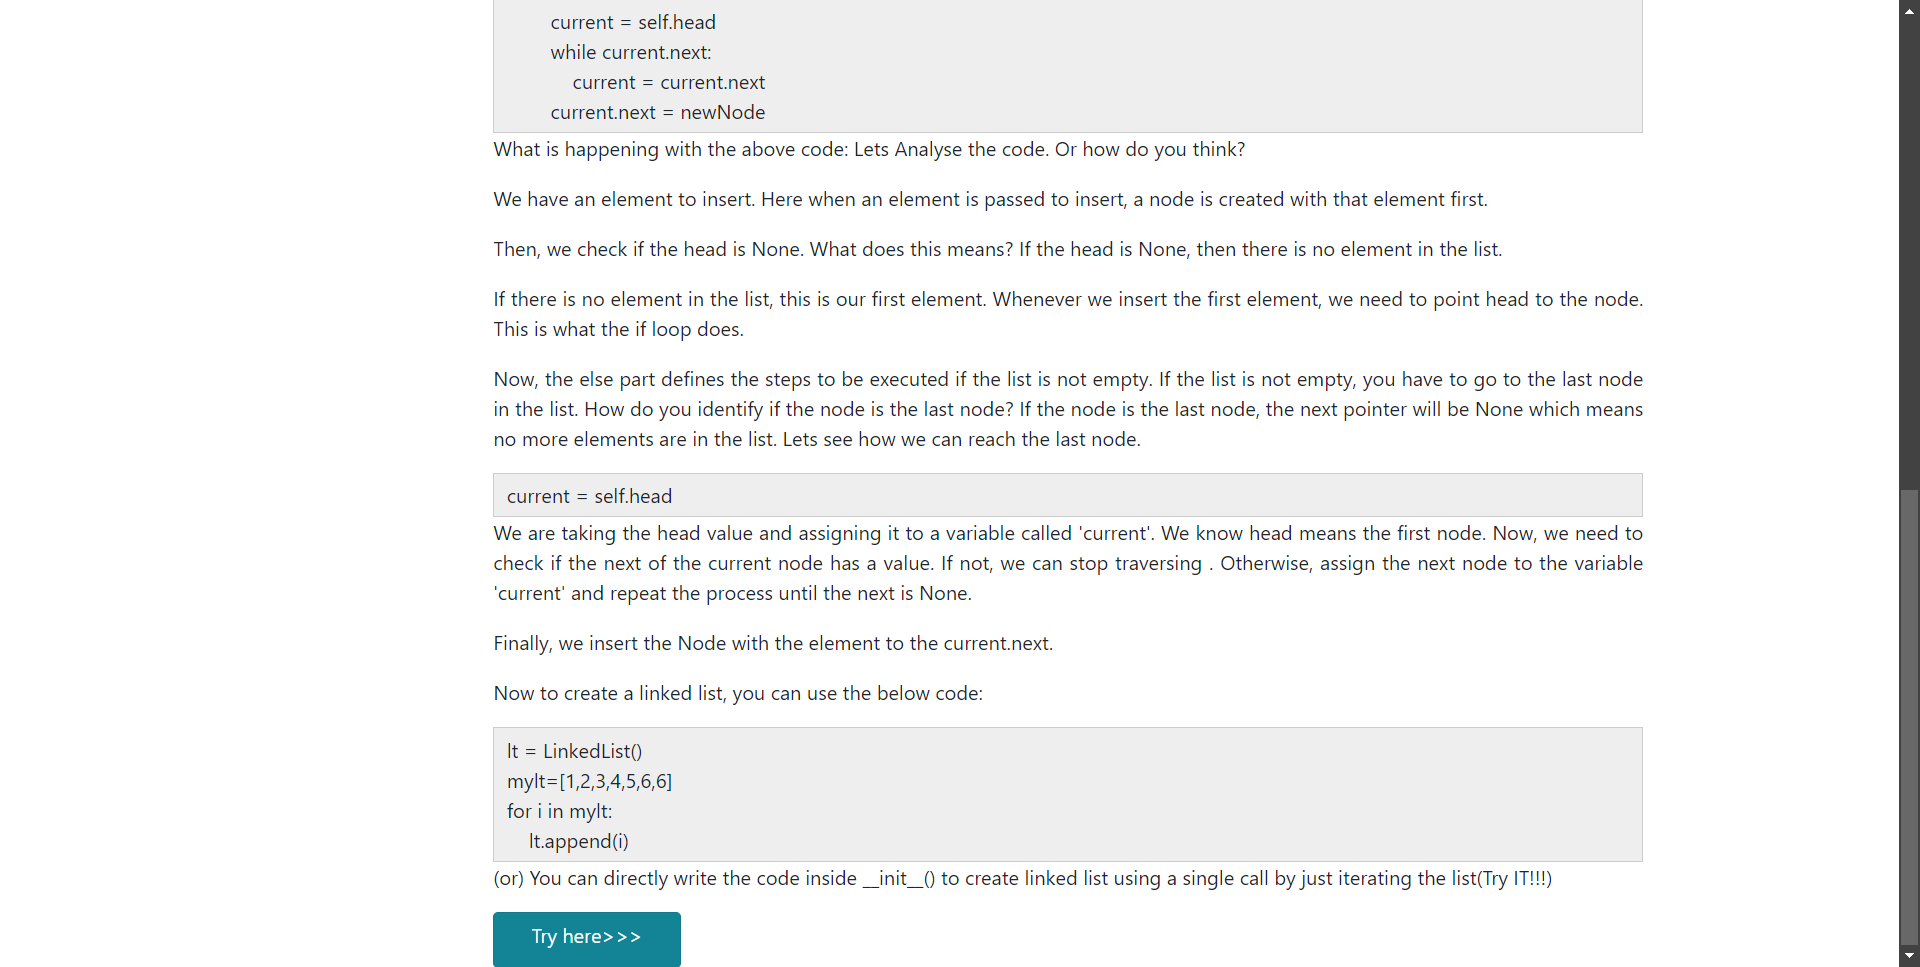 current = self.head
while current.next:
current = current.next
current.next = newNode
What is happening with the above code: Lets Analyse the code. Or how do you think?
We have an element to insert. Here when an element is passed to insert, a node is created with that element first.
Then, we check if the head is None. What does this means? If the head is None, then there is no element in the list.
If there is no element in the list, this is our first element. Whenever we insert the first element, we need to point head to the node.
This is what the if loop does.
Now, the else part defines the steps to be executed if the list is not empty. If the list is not empty, you have to go to the last node
in the list. How do you identify if the node is the last node? If the node is the last node, the next pointer will be None which means
no more elements are in the list. Lets see how we can reach the last node.
current = self.head
We are taking the head value and assigning it to a variable called 'current'. We know head means the first node. Now, we need to
check if the next of the current node has a value. If not, we can stop traversing . Otherwise, assign the next node to the variable
'current' and repeat the process until the next is None.
Finally, we insert the Node with the element to the current.next.
Now to create a linked list, you can use the below code:
lt = LinkedList()
mylt=[1,2,3,4,5,6,6]
for i in mylt:
lt.append(i)
(or) You can directly write the code inside __init__() to create linked list using a single call by just iterating the list(Try IT!!!)
Try here>>>